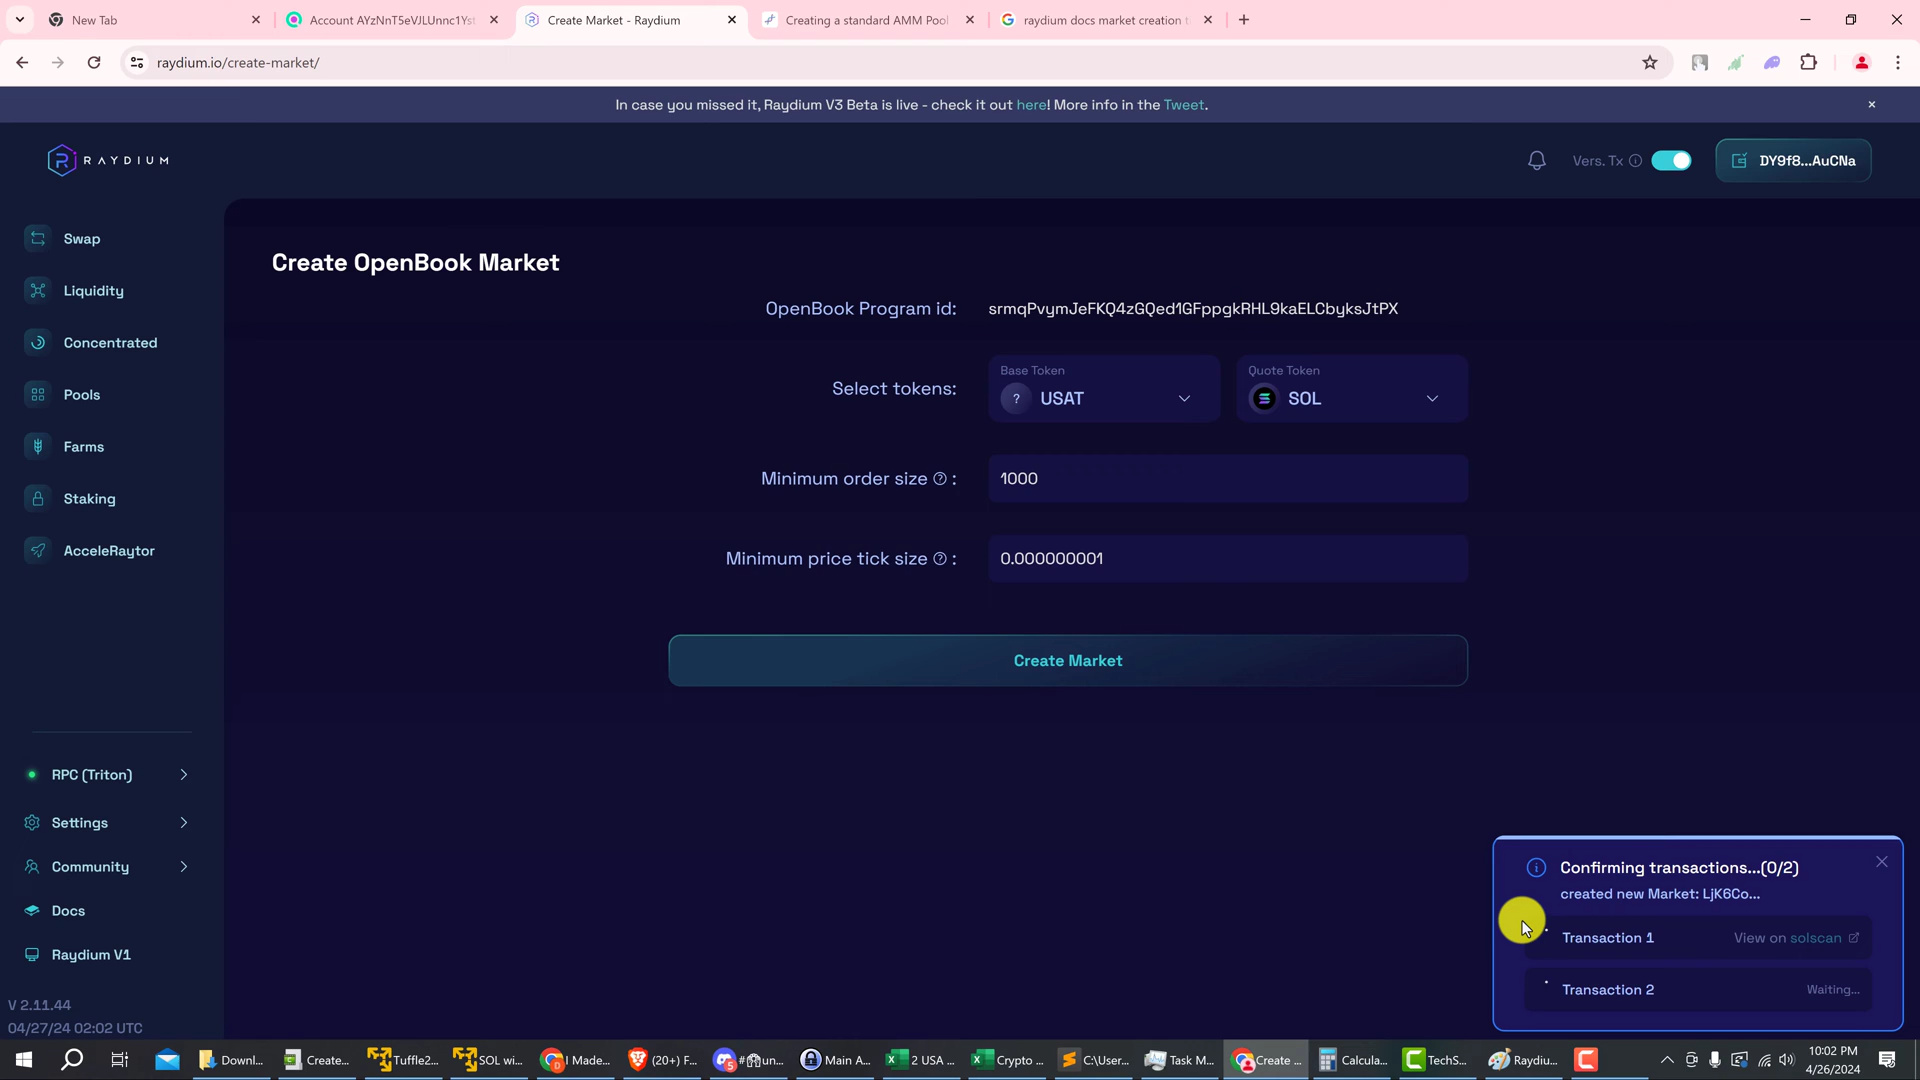 New Tab
Account AYzNnT5eVJLUnnc1Yst
Create Market - Raydium
Creating a standard AMM Pool
raydium docs market creation t
raydium.io/create-market/
In case you missed it, Raydium V3 Beta is live - check it out here! More info in the Tweet.
RAYDIUM
Vers. Tx
DY9f8...AuCNa
Swap
Liquidity
Concentrated
Pools
Farms
Staking
AcceleRaytor
Create OpenBook Market
OpenBook Program id:
srmqPvymJeFKQ4zGQed1GFppgkRHL9kaELCbyksJtPX
Select tokens:
Base Token
? USAT
Quote Token
SOL
Minimum order size ? :
1000
Minimum price tick size ? :
0.000000001
Create Market
RPC (Triton)
Settings
Community
Docs
Raydium V1
V 2.11.44
04/27/24 02:02 UTC
Confirming transactions...(0/2)
created new Market: LjK6Co...
Transaction 1
View on solscan
Transaction 2
Waiting...
Downl...
Create...
Tuffle2...
SOL wi...
I Made...
(20+) F...
Main A...
2 USA ...
Crypto ...
C:\User...
Task M...
Create ...
Calcula...
TechS...
Raydiu...
10:02 PM
4/26/2024